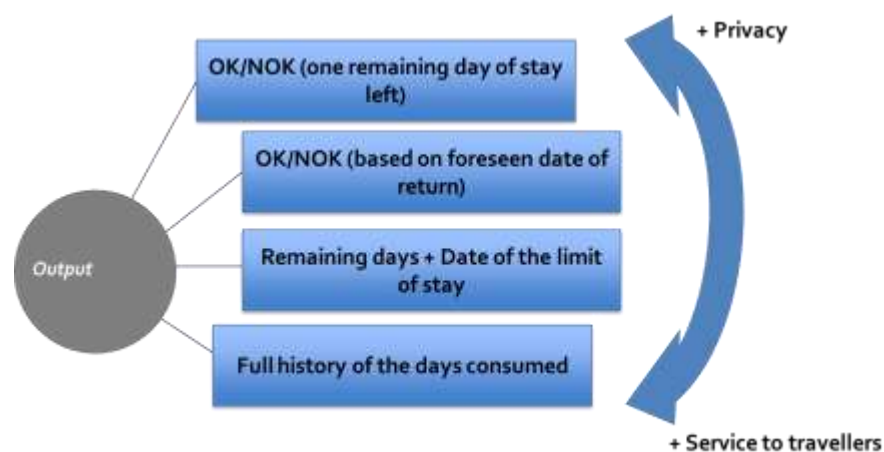 + Privacy
OK/NOK (one remaining day of stay
left)
OK/NOK (based on foreseen date of
return)
Output
Remaining days + Date of the limit
of stay
Full history of the days consumed
+ Service to travellers